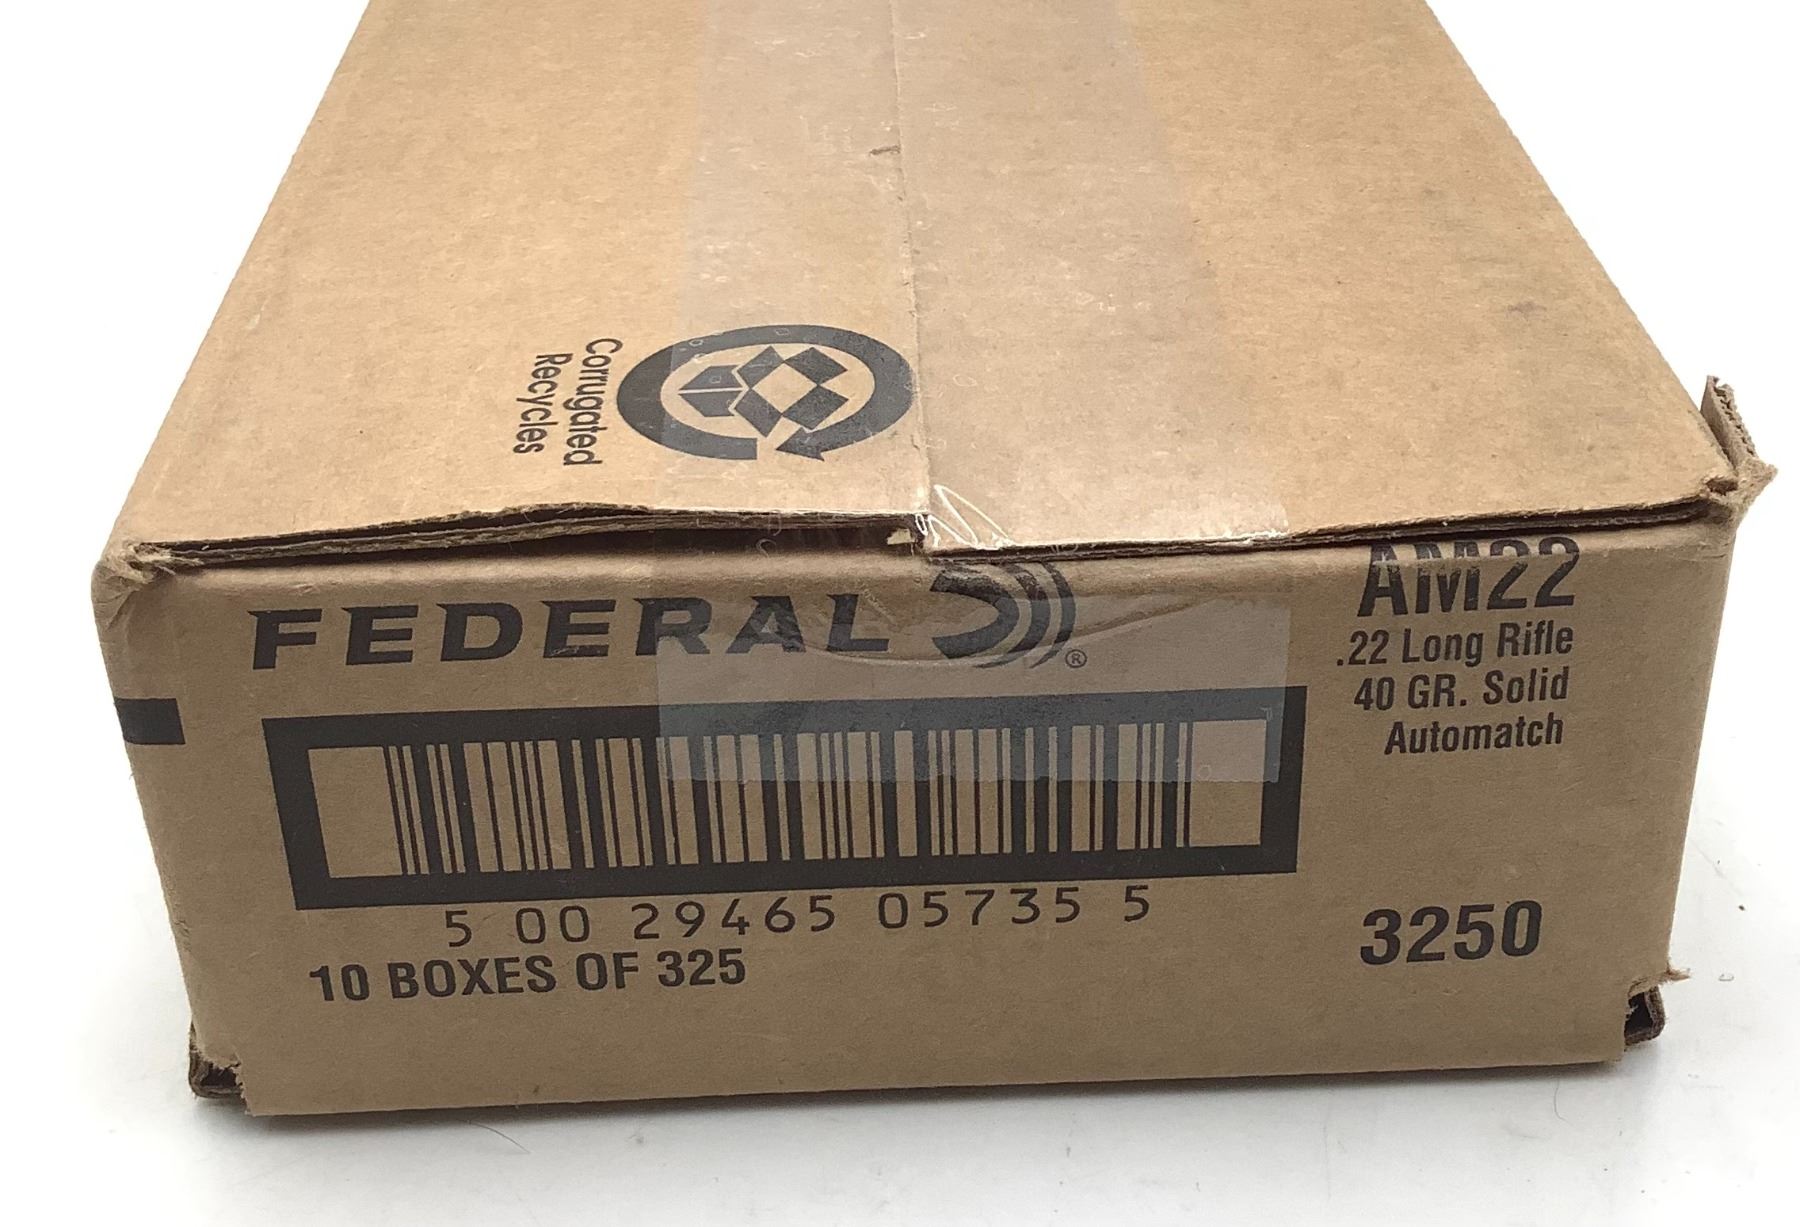 Corrugated
Recycles
FEDERAL ®
AM22
.22 Long Rifle
40 GR. Solid
Automatch
5 00 29465 05735 5
10 BOXES OF 325
3250